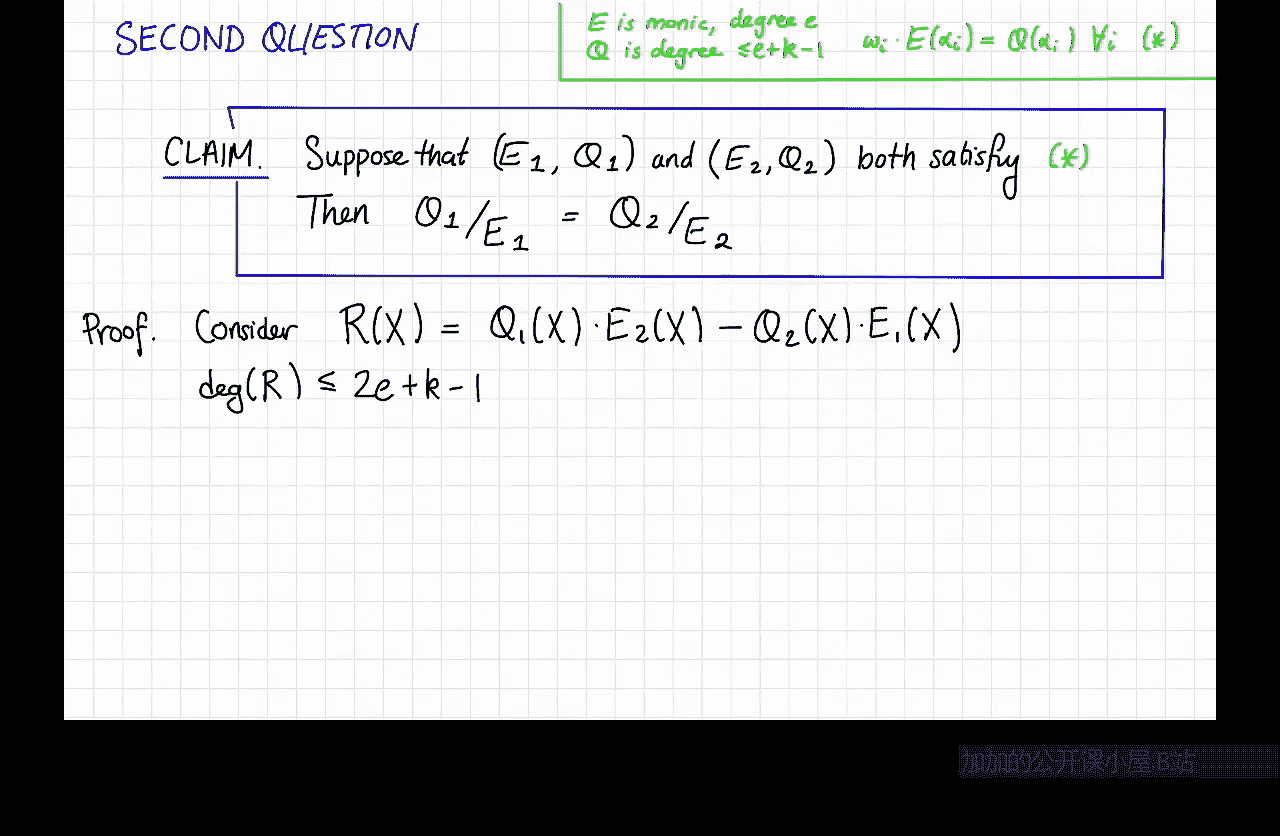 SECOND QUESTION
E is monic, degree e
Q is degree ≤e+k-1
wᵢ·E(αᵢ) = Q(αᵢ) ∀i (*)
CLAIM. Suppose that (E₁, Q₁) and (E₂,Q₂) both satisfy (*)
Then Q₁/E₁ = Q₂/E₂
Proof. Consider R(X) = Q₁(X)·E₂(X) - Q₂(X)·E₁(X)
deg(R) ≤ 2e+k-1
加加的公开课小屋 B站